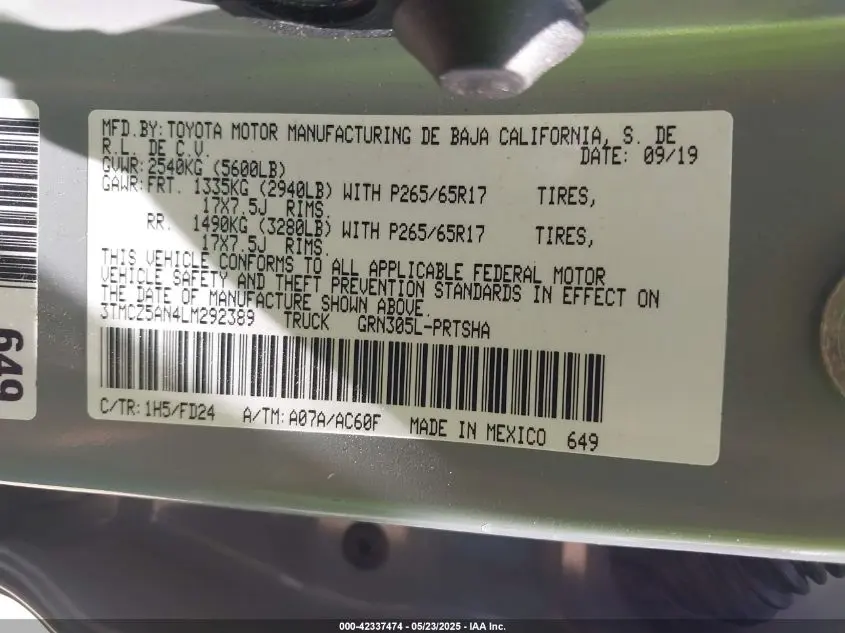 MFD.BY:TOYOTA MOTOR MANUFACTURING DE BAJA CALIFORNIA, S. DE
R.L. DE C.V.
DATE: 09/19
GVWR:2540KG (5600LB)
GAWR:FRT. 1335KG (2940LB) WITH P265/65R17 TIRES,
17X7.5J RIMS.
RR. 1490KG (3280LB) WITH P265/65R17 TIRES,
17X7.5J RIMS.
THIS VEHICLE CONFORMS TO ALL APPLICABLE FEDERAL MOTOR
VEHICLE SAFETY AND THEFT PREVENTION STANDARDS IN EFFECT ON
THE DATE OF MANUFACTURE SHOWN ABOVE.
3TMCZ5AN4LM292389 TRUCK GRN305L-PRTSHA
C/TR:1H5/FD24 A/TM:A07A/AC60F MADE IN MEXICO 649
649
000-42337474 — 05/23/2025 — IAA Inc.